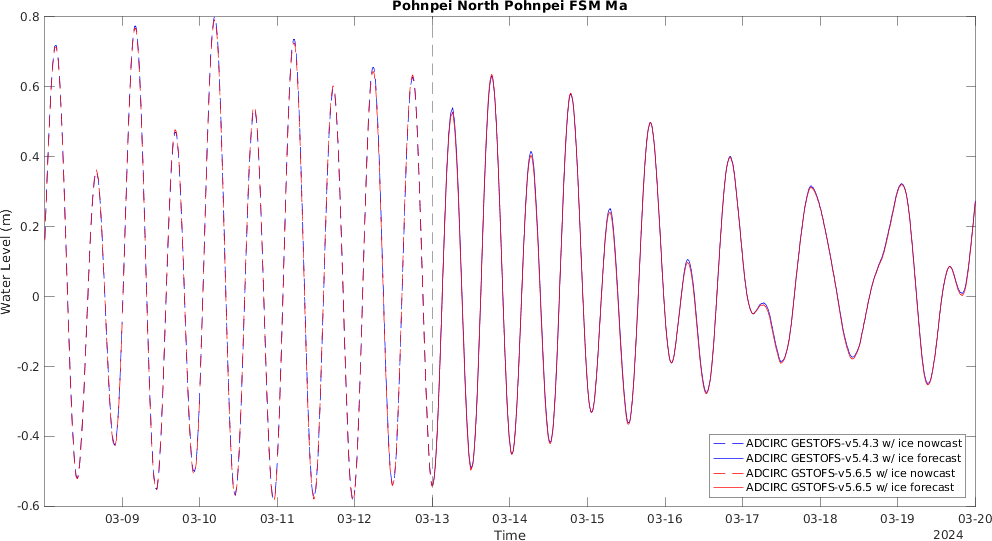 Pohnpei North Pohnpei FSM Ma
Water Level (m)
0.8
0.6
0.4
0.2
0
-0.2
-0.4
-0.6
03-09 03-10 03-11 03-12 03-13 03-14 03-15 03-16 03-17 03-18 03-19 03-20
Time
2024
ADCIRC GESTOFS-v5.4.3 w/ ice nowcast
ADCIRC GESTOFS-v5.4.3 w/ ice forecast
ADCIRC GSTOFS-v5.6.5 w/ ice nowcast
ADCIRC GSTOFS-v5.6.5 w/ ice forecast